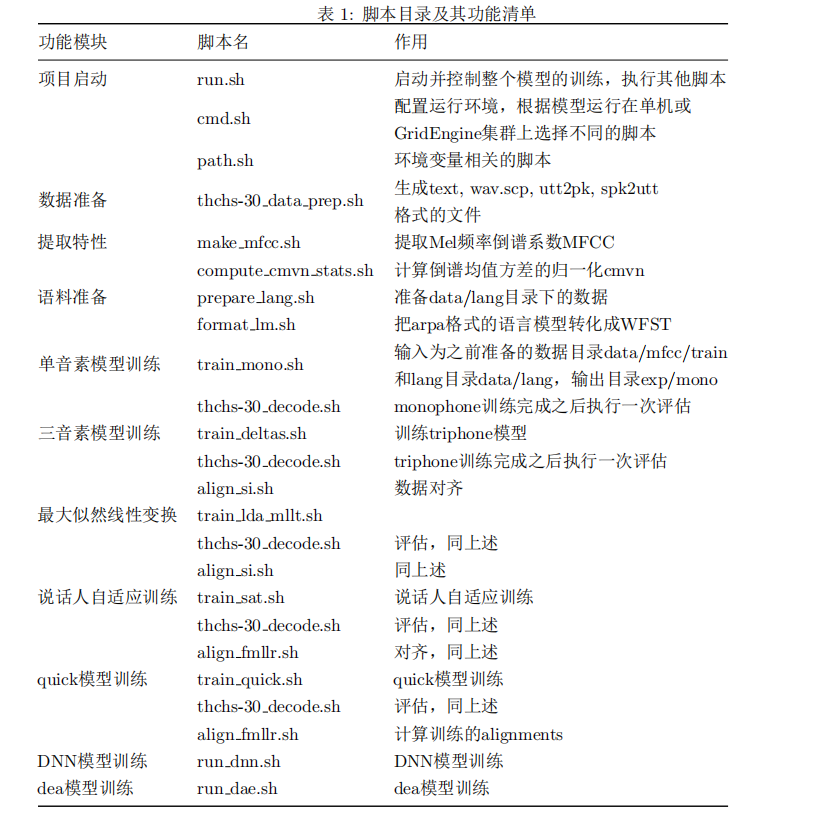 表 1: 脚本目录及其功能清单
功能模块 脚本名 作用
项目启动 run.sh 启动并控制整个模型的训练，执行其他脚本
cmd.sh 配置运行环境，根据模型运行在单机或
GridEngine集群上选择不同的脚本
path.sh 环境变量相关的脚本
数据准备 thchs-30_data_prep.sh 生成text, wav.scp, utt2pk, spk2utt
格式的文件
提取特性 make_mfcc.sh 提取Mel频率倒谱系数MFCC
compute_cmvn_stats.sh 计算倒谱均值方差的归一化cmvn
语料准备 prepare_lang.sh 准备data/lang目录下的数据
format_lm.sh 把arpa格式的语言模型转化成WFST
单音素模型训练 train_mono.sh 输入为之前准备的数据目录data/mfcc/train
和lang目录data/lang，输出目录exp/mono
thchs-30_decode.sh monophone训练完成之后执行一次评估
三音素模型训练 train_deltas.sh 训练triphone模型
thchs-30_decode.sh triphone训练完成之后执行一次评估
align_si.sh 数据对齐
最大似然线性变换 train_lda_mllt.sh
thchs-30_decode.sh 评估，同上述
align_si.sh 同上述
说话人自适应训练 train_sat.sh 说话人自适应训练
thchs-30_decode.sh 评估，同上述
align_fmllr.sh 对齐，同上述
quick模型训练 train_quick.sh quick模型训练
thchs-30_decode.sh 评估，同上述
align_fmllr.sh 计算训练的alignments
DNN模型训练 run_dnn.sh DNN模型训练
dea模型训练 run_dae.sh dea模型训练